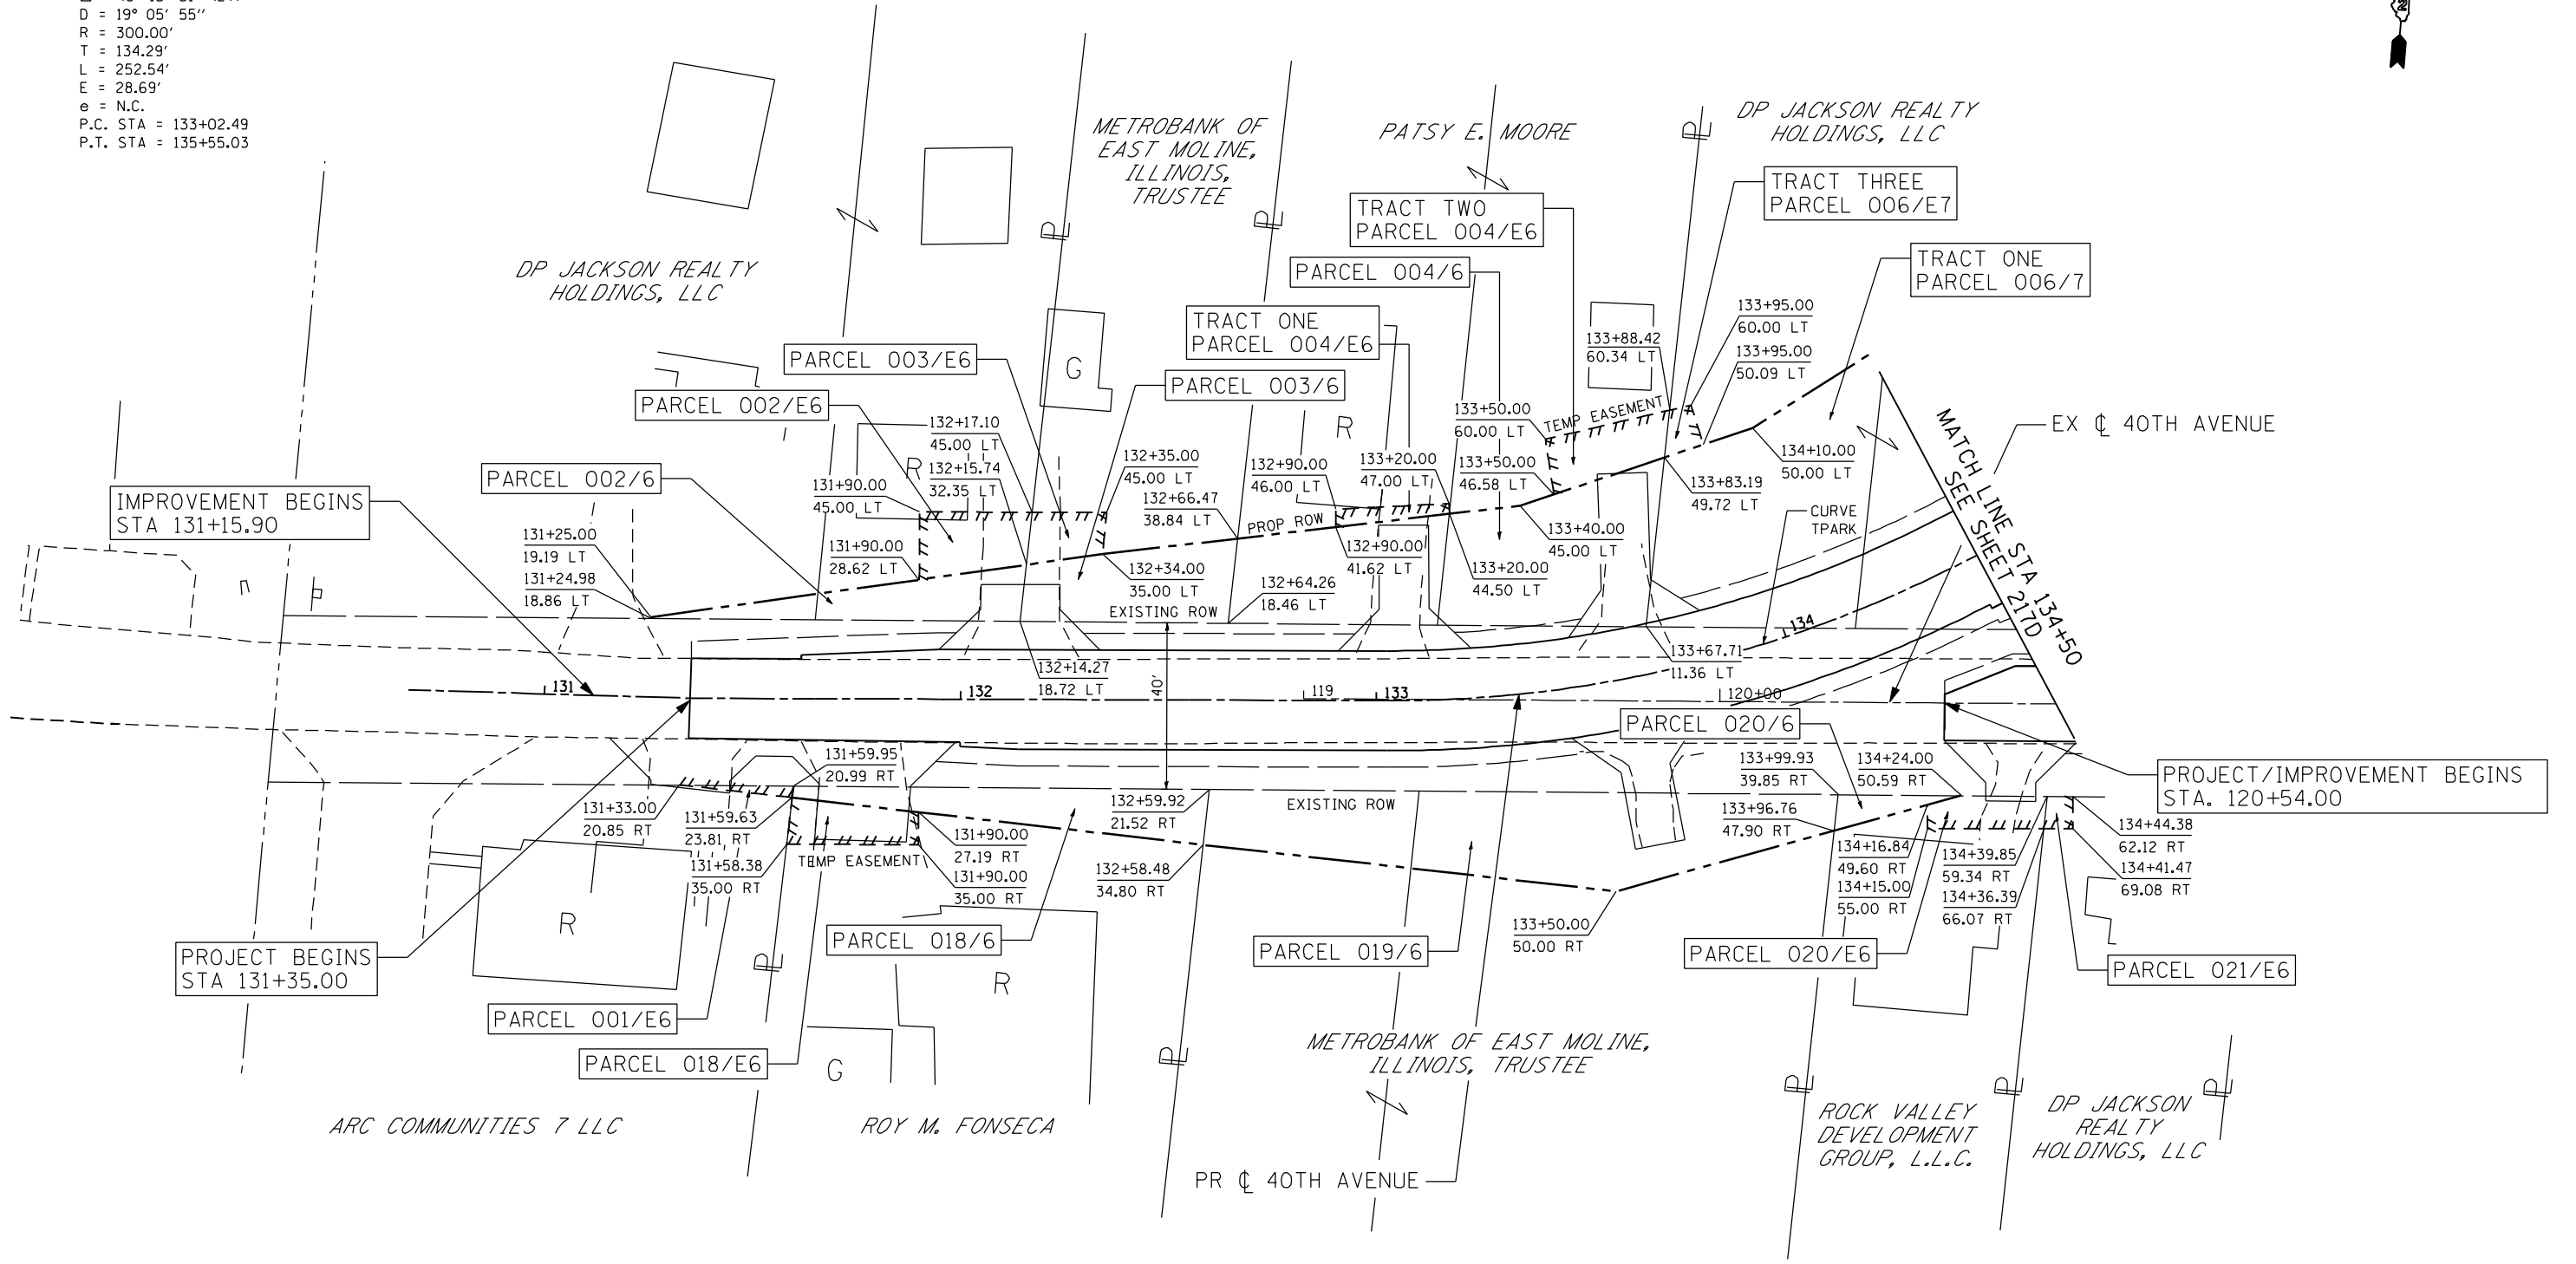 D = 19° 05' 55''
R = 300.00'
T = 134.29'
L = 252.54'
E = 28.69'
e = N.C.
P.C. STA = 133+02.49
P.T. STA = 135+55.03
METROBANK OF
EAST MOLINE,
ILLINOIS,
TRUSTEE
PATSY E. MOORE
DP JACKSON REALTY
HOLDINGS, LLC
TRACT THREE
PARCEL 006/E7
TRACT TWO
PARCEL 004/E6
TRACT ONE
PARCEL 006/7
PARCEL 004/6
DP JACKSON REALTY
HOLDINGS, LLC
TRACT ONE
PARCEL 004/E6
133+88.42
60.34 LT
133+95.00
60.00 LT
133+95.00
50.09 LT
PARCEL 003/E6
G
PARCEL 003/6
PARCEL 002/E6
132+17.10
45.00 LT
R
132+15.74
32.35 LT
R
133+50.00
60.00 LT
TEMP EASEMENT
EX ℄ 40TH AVENUE
PARCEL 002/6
131+90.00
45.00 LT
132+35.00
45.00 LT
132+90.00
46.00 LT
133+20.00
47.00 LT
133+50.00
46.58 LT
134+10.00
50.00 LT
133+83.19
49.72 LT
IMPROVEMENT BEGINS
STA 131+15.90
132+66.47
38.84 LT
PROP ROW
CURVE
TPARK
MATCH LINE STA 134+50
SEE SHEET 217D
131+25.00
19.19 LT
131+90.00
28.62 LT
132+90.00
41.62 LT
133+40.00
45.00 LT
131+24.98
18.86 LT
132+34.00
35.00 LT
133+20.00
44.50 LT
132+64.26
18.46 LT
EXISTING ROW
134
132+14.27
18.72 LT
133+67.71
11.36 LT
131
132
40'
119
133
120+00
PARCEL 020/6
131+59.95
20.99 RT
133+99.93
39.85 RT
134+24.00
50.59 RT
PROJECT/IMPROVEMENT BEGINS
STA. 120+54.00
131+33.00
20.85 RT
131+59.63
23.81 RT
132+59.92
21.52 RT
EXISTING ROW
133+96.76
47.90 RT
134+44.38
62.12 RT
131+90.00
27.19 RT
134+16.84
49.60 RT
134+39.85
59.34 RT
131+58.38
35.00 RT
TEMP EASEMENT
131+90.00
35.00 RT
132+58.48
34.80 RT
134+15.00
55.00 RT
134+36.39
66.07 RT
134+41.47
69.08 RT
R
PARCEL 018/6
133+50.00
50.00 RT
PROJECT BEGINS
STA 131+35.00
PARCEL 019/6
PARCEL 020/E6
PARCEL 021/E6
R
PARCEL 001/E6
PARCEL 018/E6
G
METROBANK OF EAST MOLINE,
ILLINOIS, TRUSTEE
ARC COMMUNITIES 7 LLC
ROY M. FONSECA
ROCK VALLEY
DEVELOPMENT
GROUP, L.L.C.
DP JACKSON
REALTY
HOLDINGS, LLC
PR ℄ 40TH AVENUE